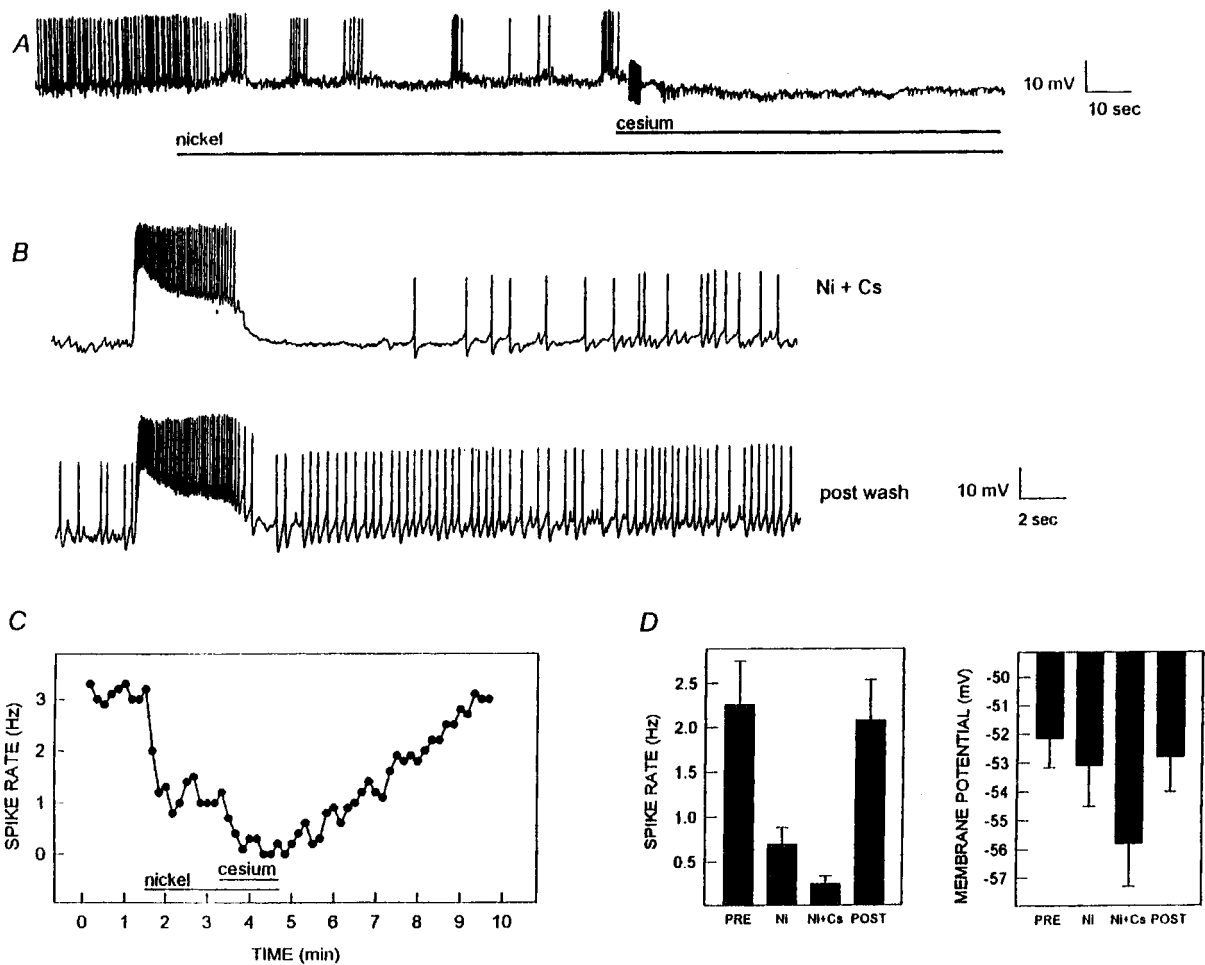 A
10 mV
10 sec
cesium
nickel
B
Ni + Cs
post wash
10 mV
2 sec
C
SPIKE RATE (Hz)
3
2
1
0
cesium
nickel
0 1 2 3 4 5 6 7 8 9 10
TIME (min)
D
SPIKE RATE (Hz)
2.5
2.0
1.5
1.0
0.5
PRE Ni Ni+Cs POST
MEMBRANE POTENTIAL (mV)
-50
-51
-52
-53
-54
-55
-56
-57
PRE Ni Ni+Cs POST